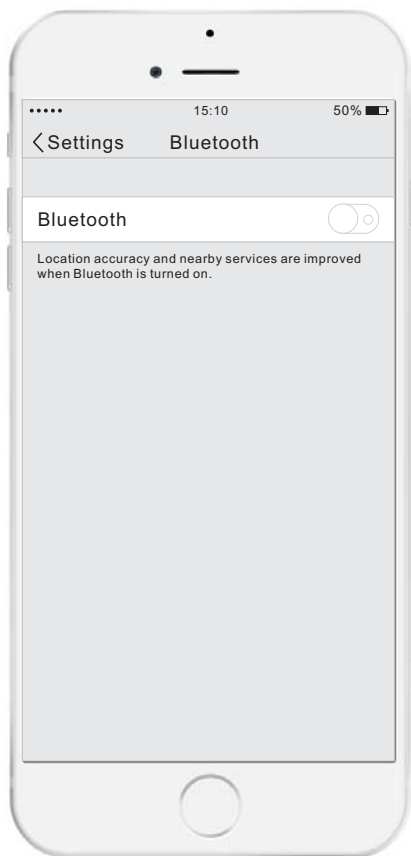 15:10 50%
Settings Bluetooth
Bluetooth
Location accuracy and nearby services are improved
when Bluetooth is turned on.